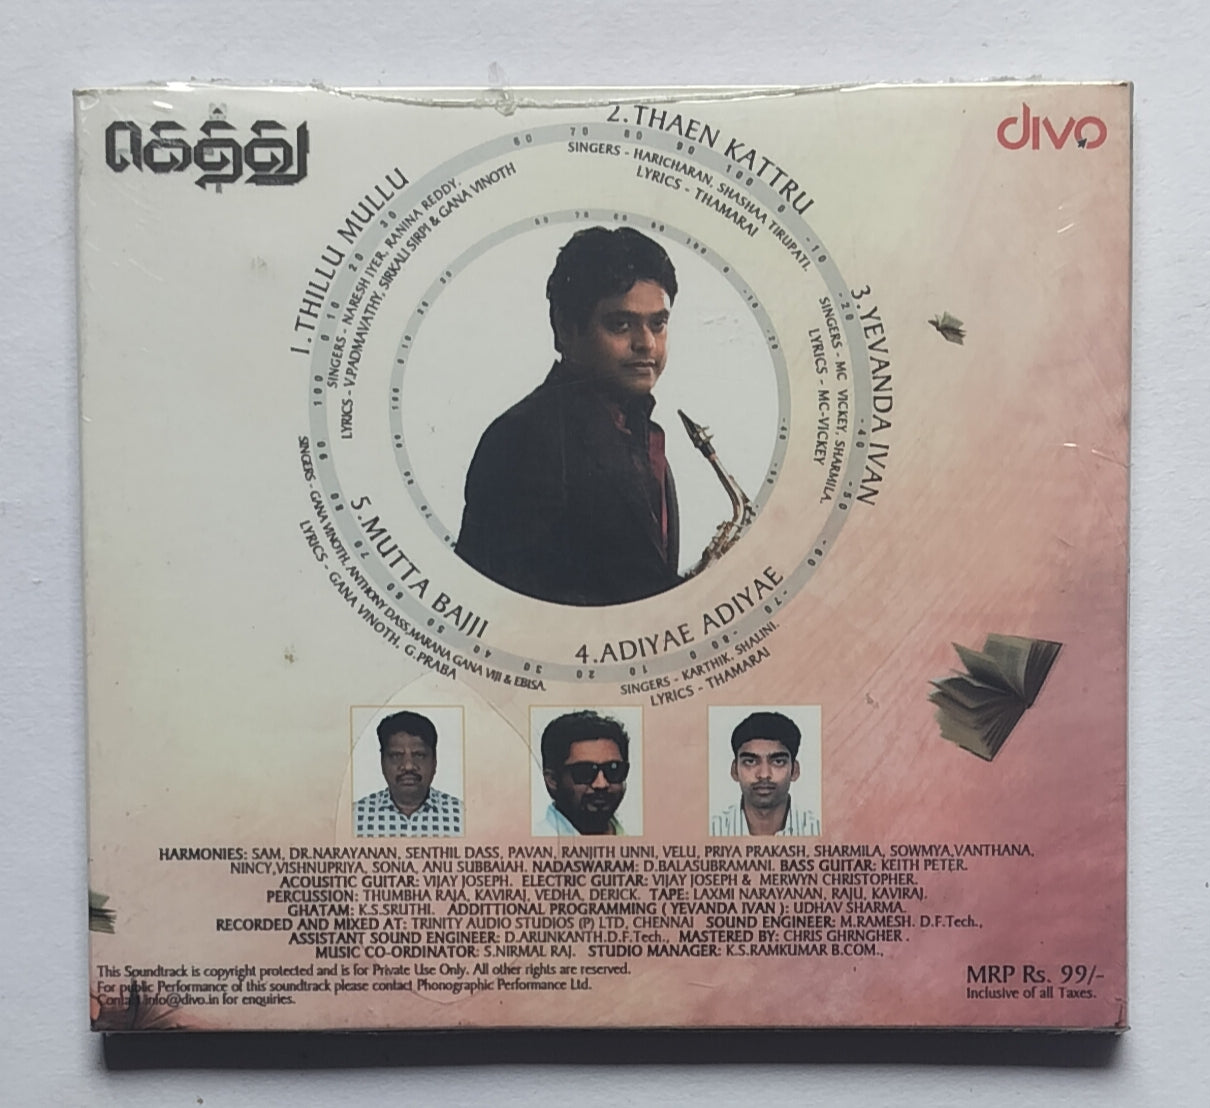 கெத்து
divo
1.THILLU MULLU
SINGERS - NARESH IYER, RANINA REDDY.
LYRICS - V.PADMAVATHY, SIRKALI SIRPI & GANA VINOTH
2.THAEN KATTRU
SINGERS - HARICHARAN, SHASHAA TIRUPATI.
LYRICS - THAMARAI
3.YEVANDA IVAN
SINGERS - MC VICKEY, SHARMILA.
LYRICS - MC-VICKEY
4.ADIYAE ADIYAE
SINGERS - KARTHIK, SHALINI.
LYRICS - THAMARAI
5.MUTTA BAJJI
SINGERS - GANA VINOTH, ANTHONY DASS,MARANA GANA VIJI & EBISA.
LYRICS - GANA VINOTH, G.PRABA
HARMONIES: SAM, DR.NARAYANAN, SENTHIL DASS, PAVAN, RANJITH UNNI, VELU, PRIYA PRAKASH, SHARMILA, SOWMYA,VANTHANA,
NINCY,VISHNUPRIYA, SONIA, ANU SUBBAIAH. NADASWARAM: D.BALASUBRAMANI. BASS GUITAR: KEITH PETER.
ACOUSITIC GUITAR: VIJAY JOSEPH. ELECTRIC GUITAR: VIJAY JOSEPH & MERWYN CHRISTOPHER.
PERCUSSION: THUMBHA RAJA, KAVIRAJ, VEDHA, DERICK. TAPE: LAXMI NARAYANAN, RAJU, KAVIRAJ.
GHATAM: K.S.SRUTHI. ADDITTIONAL PROGRAMMING ( YEVANDA IVAN ): UDHAV SHARMA.
RECORDED AND MIXED AT: TRINITY AUDIO STUDIOS (P) LTD, CHENNAI. SOUND ENGINEER: M.RAMESH. D.F.Tech.,
ASSISTANT SOUND ENGINEER: D.ARUNKANTH.D.F.Tech., MASTERED BY: CHRIS GHRNGHER .
MUSIC CO-ORDINATOR: S.NIRMAL RAJ. STUDIO MANAGER: K.S.RAMKUMAR B.COM.,
This Soundtrack is copyright protected and is for Private Use Only. All other rights are reserved.
For public Performance of this soundtrack please contact Phonographic Performance Ltd.
Contact info@divo.in for enquiries.
MRP Rs. 99/-
Inclusive of all Taxes.